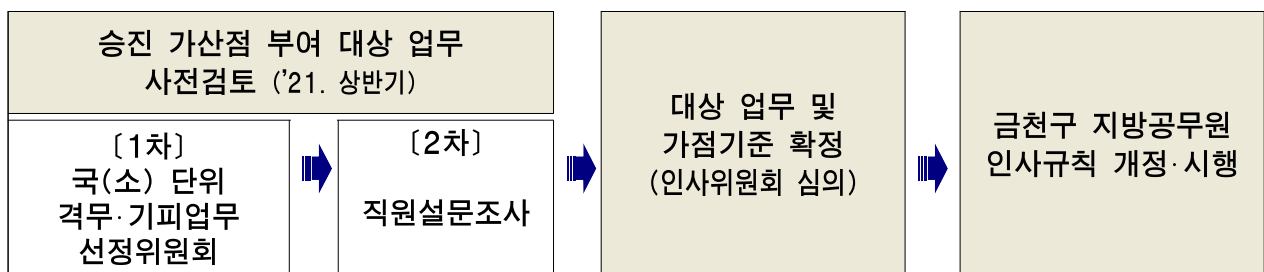 승진 가산점 부여 대상 업무
사전검토 ('21. 상반기)
〔1차〕
국(소) 단위
격무·기피업무
선정위원회
〔2차〕
직원설문조사
대상 업무 및
가점기준 확정
(인사위원회 심의)
금천구 지방공무원
인사규칙 개정·시행